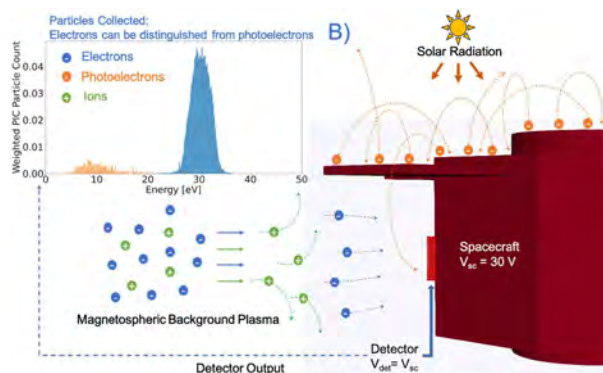 Particles Collected:
Electrons can be distinguished from photoelectrons
B)
Solar Radiation
Weighted PIC Particle Count
0.04
0.03
0.02
0.01
0.00
Electrons
Photoelectrons
Ions
0 10 20 30 40 50
Energy [eV]
Spacecraft
Vsc = 30 V
Magnetospheric Background Plasma
Detector
Vdet= Vsc
Detector Output